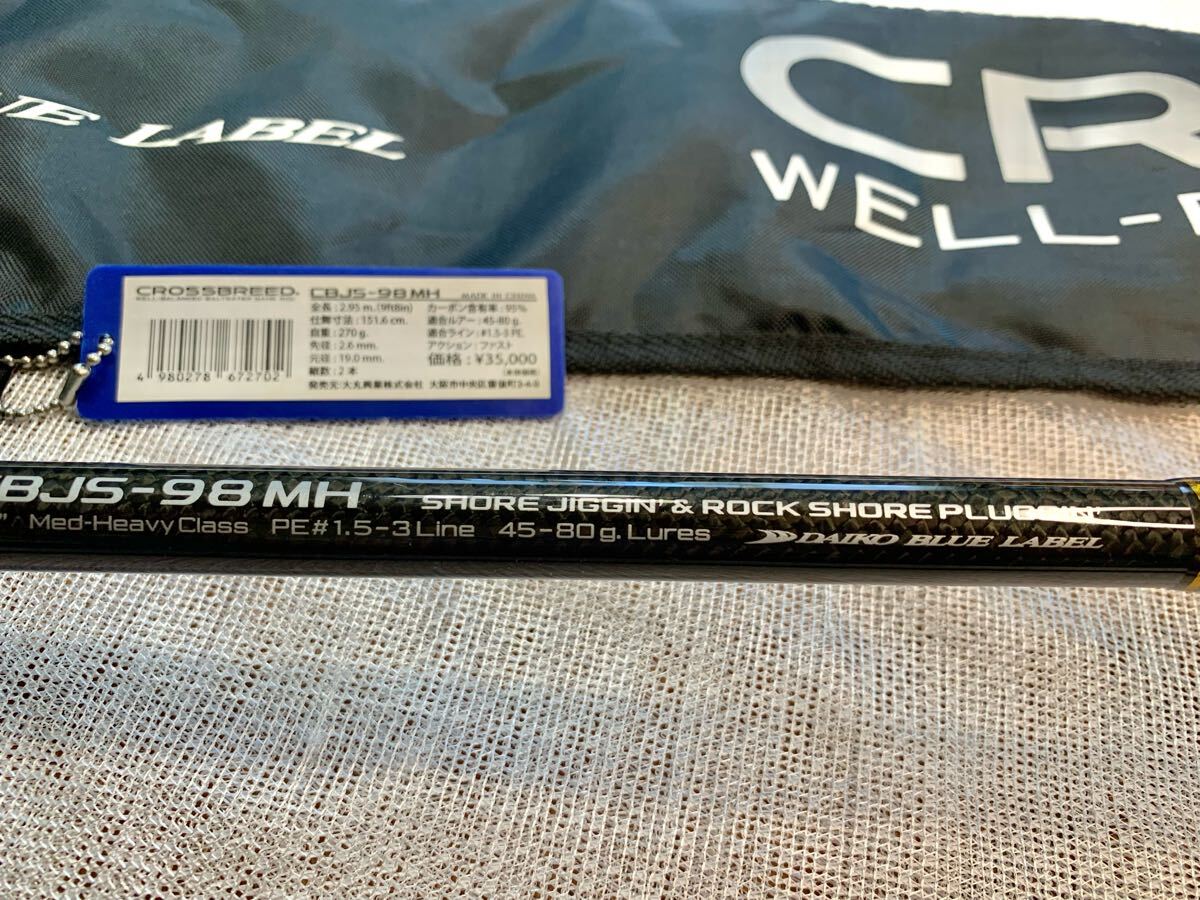 UE LABEL
CR
WELL-
CROSSBREED.
WELL-BALANCED SALTWATER GAME ROD
CBJS-98MH
MADE IN CHINA
全長:2.95 m.(9ft8in)
カーボン含有率:95%
仕舞寸法:151.6 cm.
適合ルアー:45-80 g.
自重:270 g.
適合ライン:#1.5-3 PE.
先径:2.6 mm.
アクション:ファスト
元径:19.0 mm.
価格:¥35,000
継数:2本
4 980278 672702
発売元:大丸興業株式会社 大阪市中央区備後町3-4-8
CBJS-98MH
SHORE JIGGIN' & ROCK SHORE PLUGGIN'
Med-Heavy Class PE#1.5-3 Line 45-80 g. Lures
DAIKO BLUE LABEL